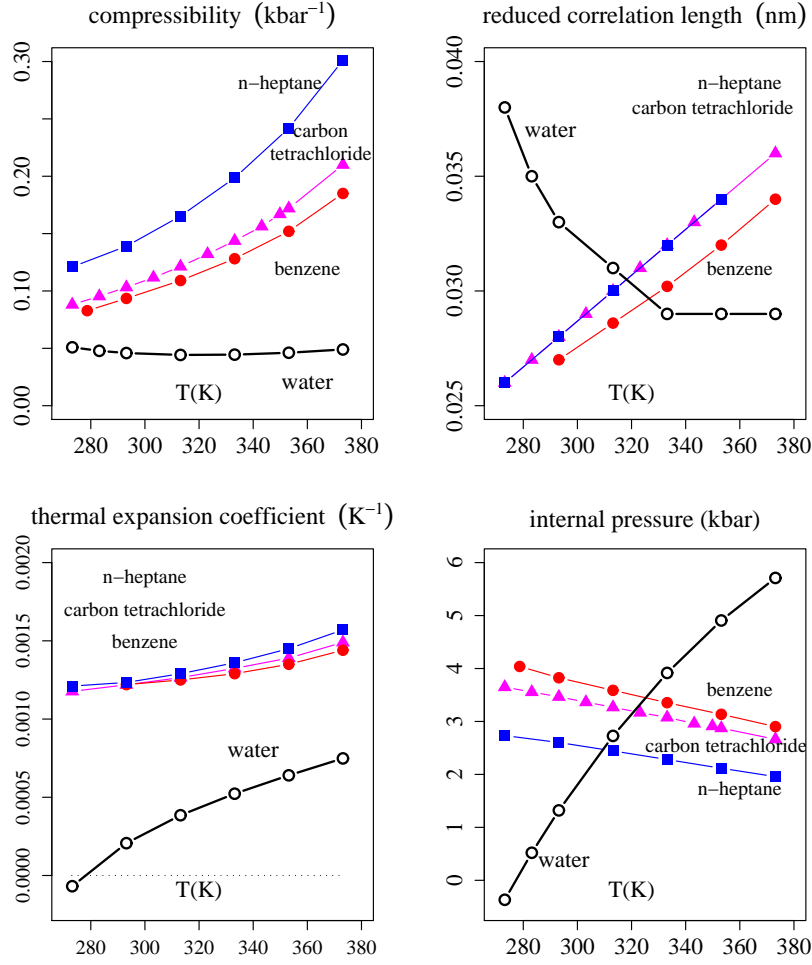 compressibility (kbar⁻¹)
0.30
0.20
0.10
0.00
n−heptane
carbon
tetrachloride
benzene
water
T(K)
280 300 320 340 360 380
reduced correlation length (nm)
0.040
0.035
0.030
0.025
n−heptane
carbon tetrachloride
water
benzene
T(K)
280 300 320 340 360 380
thermal expansion coefficient (K⁻¹)
0.0020
0.0015
0.0010
0.0005
0.0000
n−heptane
carbon tetrachloride
benzene
water
T(K)
280 300 320 340 360 380
internal pressure (kbar)
6
5
4
3
2
1
0
benzene
carbon tetrachloride
n−heptane
water
T(K)
280 300 320 340 360 380